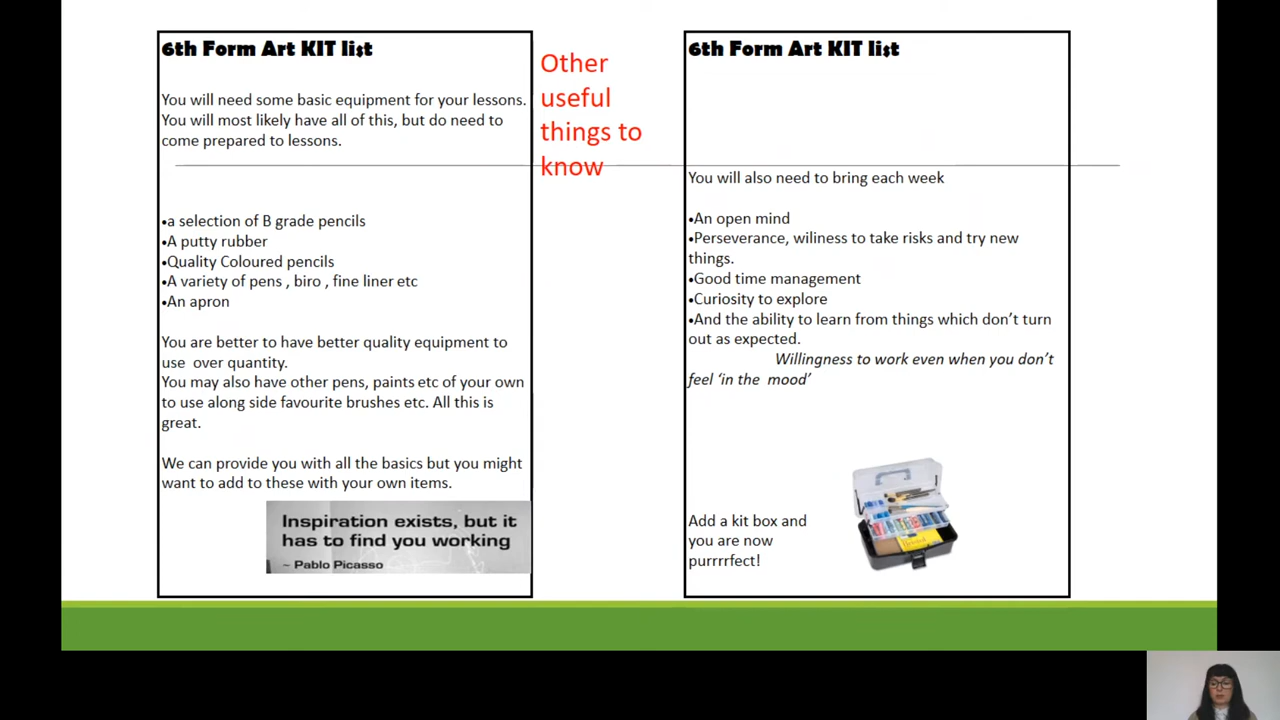 6th Form Art KIT list
You will need some basic equipment for your lessons.
You will most likely have all of this, but do need to
come prepared to lessons.
•a selection of B grade pencils
•A putty rubber
•Quality Coloured pencils
•A variety of pens , biro , fine liner etc
•An apron
You are better to have better quality equipment to
use over quantity.
You may also have other pens, paints etc of your own
to use along side favourite brushes etc. All this is
great.
We can provide you with all the basics but you might
want to add to these with your own items.
Inspiration exists, but it
has to find you working
~ Pablo Picasso
Other
useful
things to
know
6th Form Art KIT list
You will also need to bring each week
•An open mind
•Perseverance, wiliness to take risks and try new
things.
•Good time management
•Curiosity to explore
•And the ability to learn from things which don’t turn
out as expected.
Willingness to work even when you don’t
feel ‘in the mood’
Add a kit box and
you are now
purrrrfect!